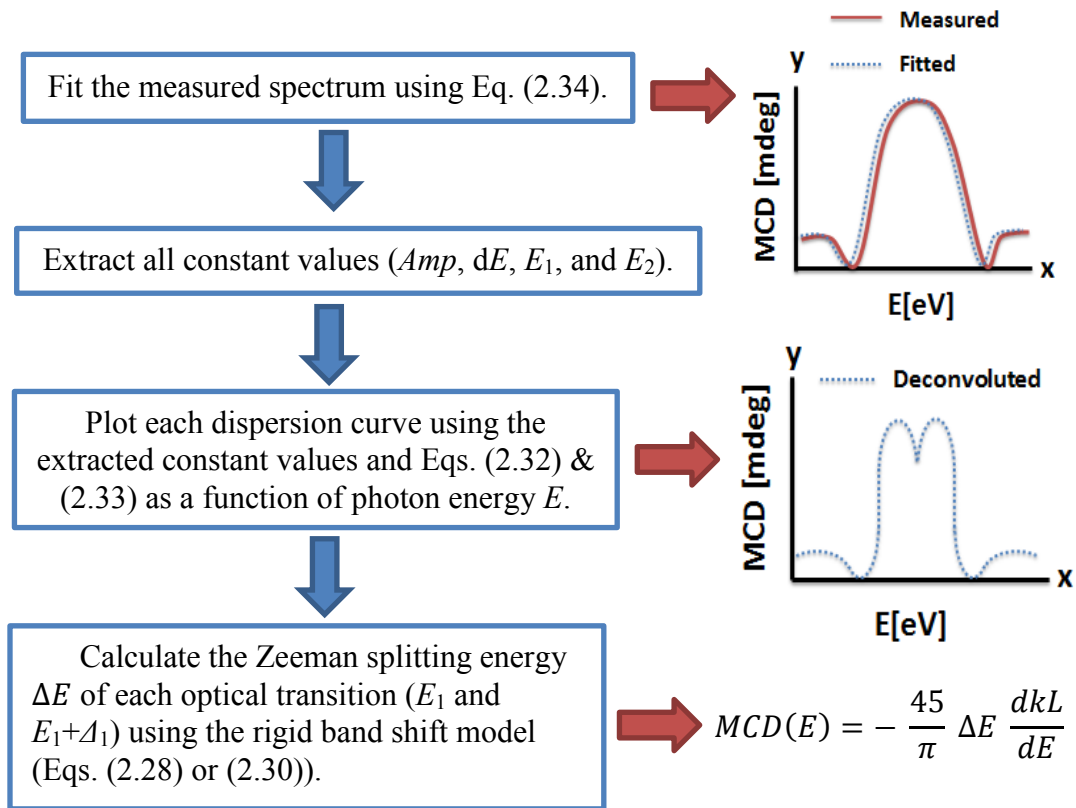 Fit the measured spectrum using Eq. (2.34).
Measured
Fitted
y
MCD [mdeg]
x
E[eV]
Extract all constant values (Amp, dE, E₁, and E₂).
Plot each dispersion curve using the
extracted constant values and Eqs. (2.32) &
(2.33) as a function of photon energy E.
y
Deconvoluted
MCD [mdeg]
x
E[eV]
Calculate the Zeeman splitting energy
ΔE of each optical transition (E₁ and
E₁+Δ₁) using the rigid band shift model
(Eqs. (2.28) or (2.30)).
MCD(E) = − 45/π ΔE dkL/dE